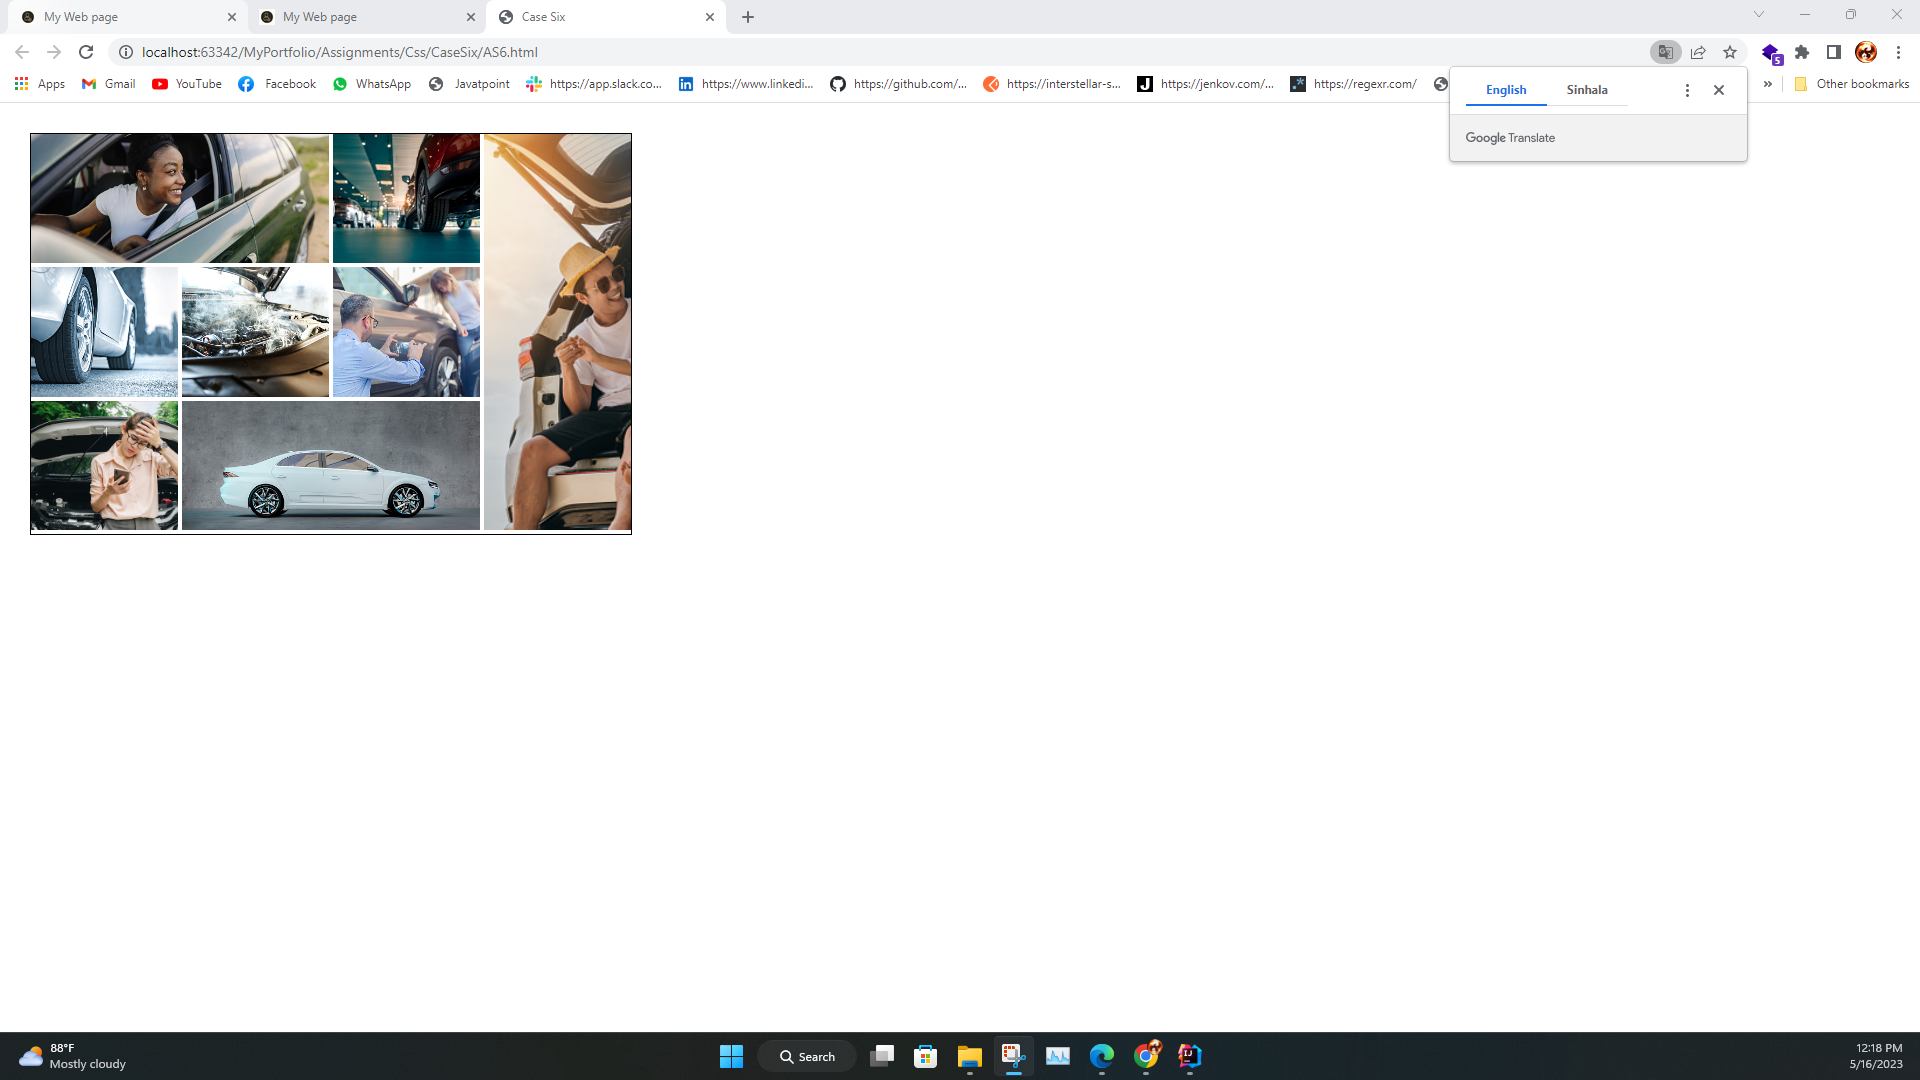 My Web page
My Web page
Case Six
localhost:63342/MyPortfolio/Assignments/Css/CaseSix/AS6.html
5
Apps
Gmail
YouTube
Facebook
WhatsApp
Javatpoint
https://app.slack.co...
https://www.linkedi...
https://github.com/...
https://interstellar-s...
https://jenkov.com/...
https://regexr.com/
»
Other bookmarks
English
Sinhala
Google Translate
88°F
Mostly cloudy
Search
12:18 PM
5/16/2023